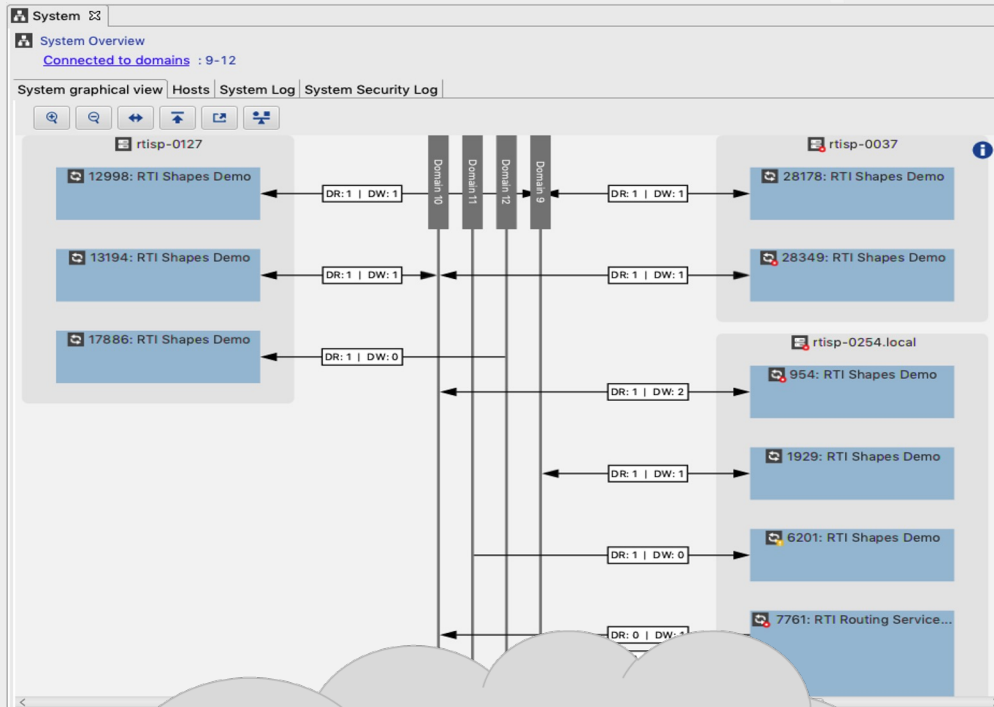 System
System Overview
Connected to domains : 9-12
System graphical view Hosts System Log System Security Log
rtisp-0127
12998: RTI Shapes Demo
13194: RTI Shapes Demo
17886: RTI Shapes Demo
DR: 1 | DW: 1
DR: 1 | DW: 1
DR: 1 | DW: 0
Domain 10
Domain 11
Domain 12
Domain 9
DR: 1 | DW: 1
DR: 1 | DW: 1
DR: 1 | DW: 2
DR: 1 | DW: 1
DR: 1 | DW: 0
DR: 0 | DW: 1
rtisp-0037
28178: RTI Shapes Demo
28349: RTI Shapes Demo
rtisp-0254.local
954: RTI Shapes Demo
1929: RTI Shapes Demo
6201: RTI Shapes Demo
7761: RTI Routing Service...